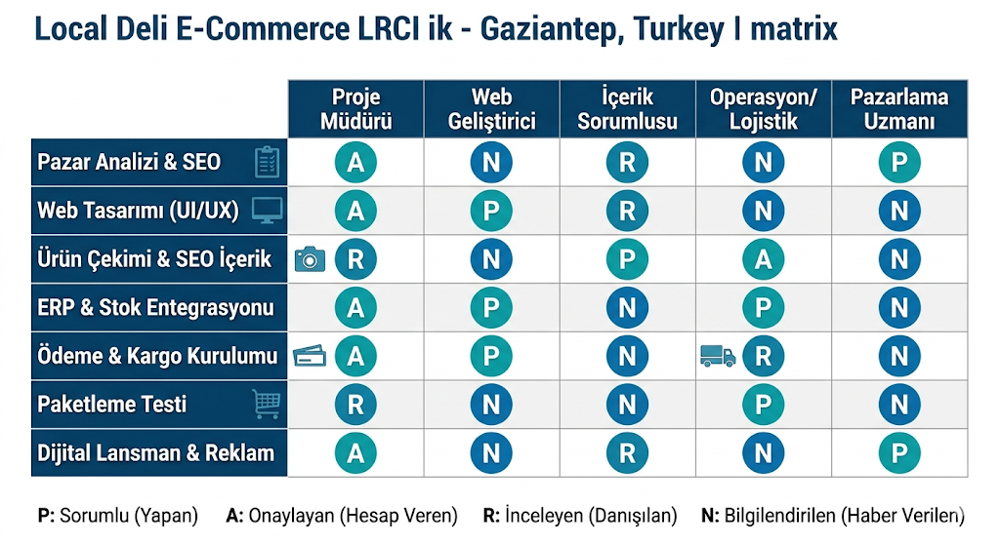 Local Deli E-Commerce LRCI ik - Gaziantep, Turkey I matrix
Proje Müdürü Web Geliştirici İçerik Sorumlusu Operasyon/ Lojistik Pazarlama Uzmanı
Pazar Analizi & SEO A N R N P
Web Tasarımı (UI/UX) A P R N N
Ürün Çekimi & SEO İçerik R N P A N
ERP & Stok Entegrasyonu A P N P N
Ödeme & Kargo Kurulumu A P N R N
Paketleme Testi R N N P N
Dijital Lansman & Reklam A N R N P
P: Sorumlu (Yapan) A: Onaylayan (Hesap Veren) R: İnceleyen (Danışılan) N: Bilgilendirilen (Haber Verilen)